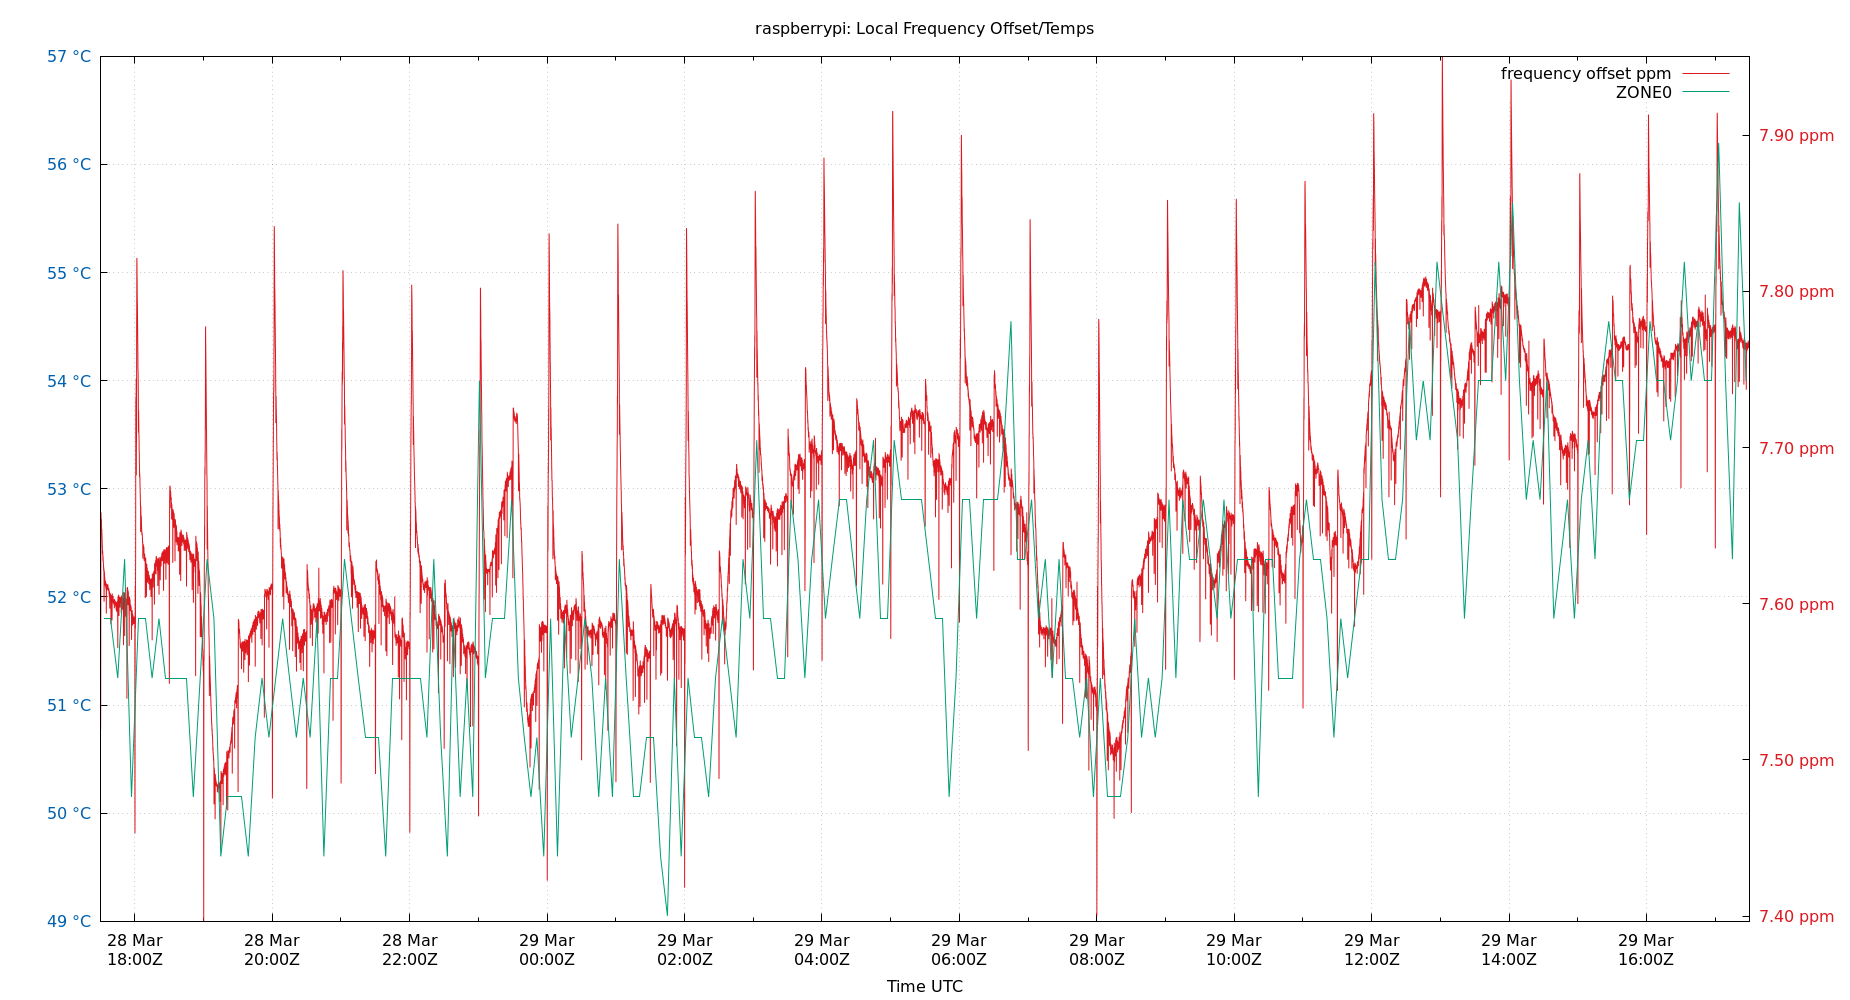 raspberrypi: Local Frequency Offset/Temps
57 °C
56 °C
55 °C
54 °C
53 °C
52 °C
51 °C
50 °C
49 °C
frequency offset ppm
ZONE0
7.90 ppm
7.80 ppm
7.70 ppm
7.60 ppm
7.50 ppm
7.40 ppm
28 Mar
18:00Z
28 Mar
20:00Z
28 Mar
22:00Z
29 Mar
00:00Z
29 Mar
02:00Z
29 Mar
04:00Z
29 Mar
06:00Z
29 Mar
08:00Z
29 Mar
10:00Z
29 Mar
12:00Z
29 Mar
14:00Z
29 Mar
16:00Z
Time UTC